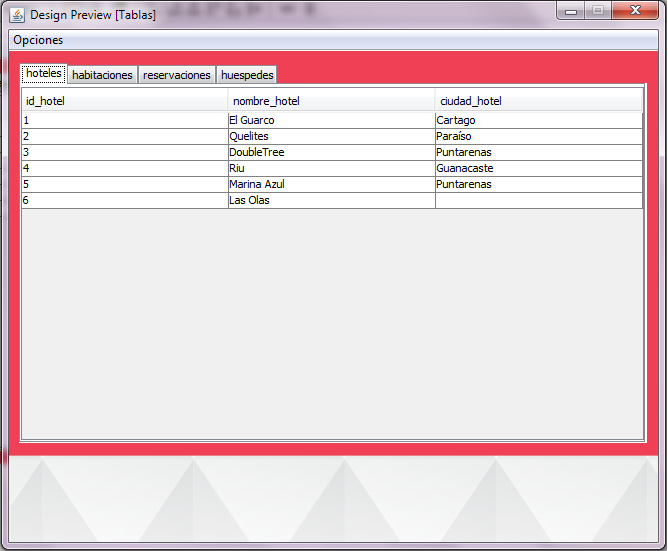 Design Preview [Tablas]
Opciones
hoteles habitaciones reservaciones huespedes
id_hotel nombre_hotel ciudad_hotel
1 El Guarco Cartago
2 Quelites Paraíso
3 DoubleTree Puntarenas
4 Riu Guanacaste
5 Marina Azul Puntarenas
6 Las Olas